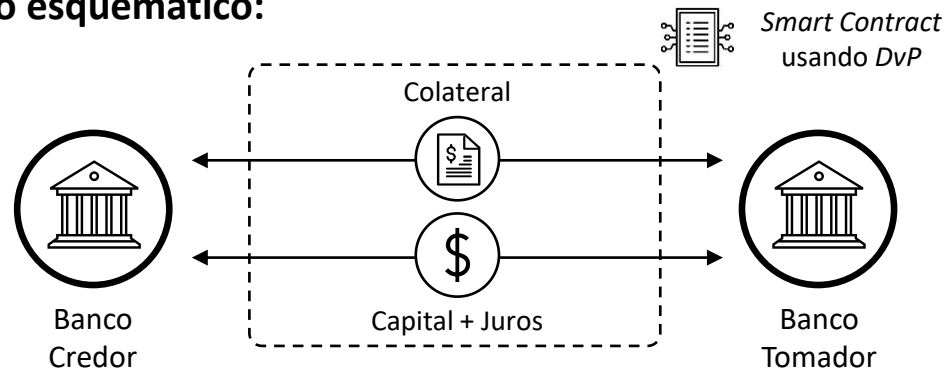 o esquemático:
Smart Contract
usando DvP
Colateral
$
$
Capital + Juros
Banco
Credor
Banco
Tomador